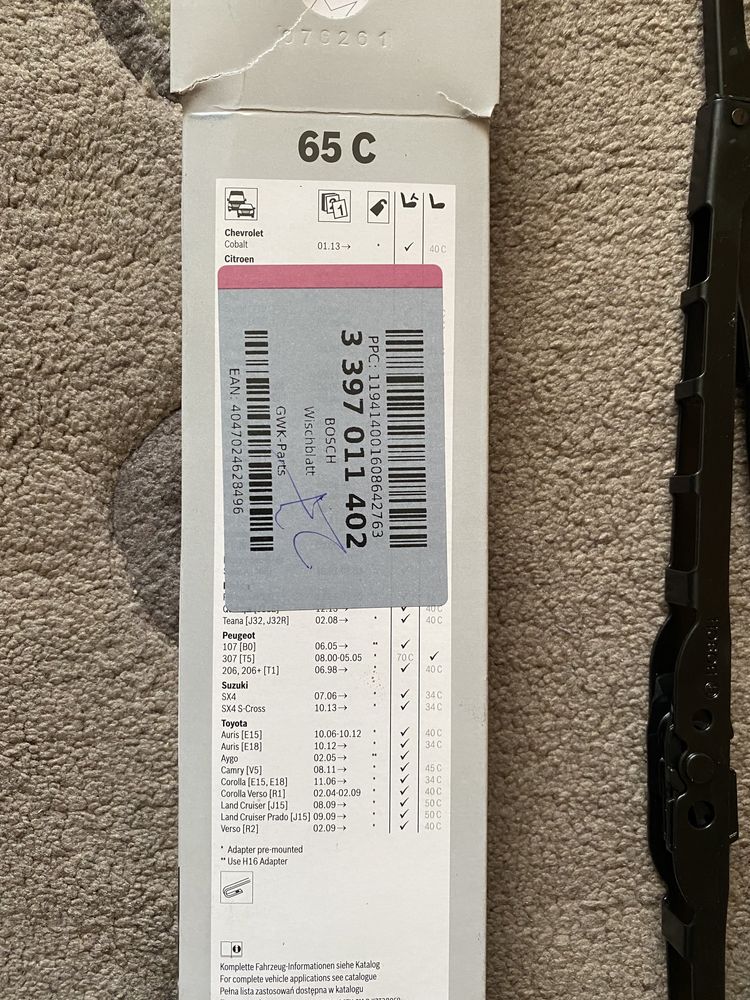 876261
65 C
Chevrolet
Cobalt 01.13→ * ✓ 40 C
Citroen
PPC: 119414001608642763
3 397 011 402
BOSCH
Wischblatt
GWK-Parts
EAN: 4047024628496
Teana [J32, J32R] 02.08→ * ✓ 40 C
Peugeot
107 [B0] 06.05→ ** ✓
307 [T5] 08.00-05.05 * 70 C ✓
206, 206+ [T1] 06.98→ * ✓ 40 C
Suzuki
SX4 07.06→ * ✓ 34 C
SX4 S-Cross 10.13→ * ✓ 34 C
Toyota
Auris [E15] 10.06-10.12 * ✓ 40 C
Auris [E18] 10.12→ * ✓ 34 C
Aygo 02.05→ ** ✓
Camry [V5] 08.11→ * ✓ 45 C
Corolla [E15, E18] 11.06→ * ✓ 34 C
Corolla Verso [R1] 02.04-02.09 * ✓ 40 C
Land Cruiser [J15] 08.09→ * ✓ 50 C
Land Cruiser Prado [J15] 09.09→ * ✓ 50 C
Verso [R2] 02.09→ * ✓ 40 C
* Adapter pre-mounted
** Use H16 Adapter
Komplette Fahrzeug-Informationen siehe Katalog
For complete vehicle applications see catalogue
Pełna lista zastosowań dostępna w katalogu
BOSCH